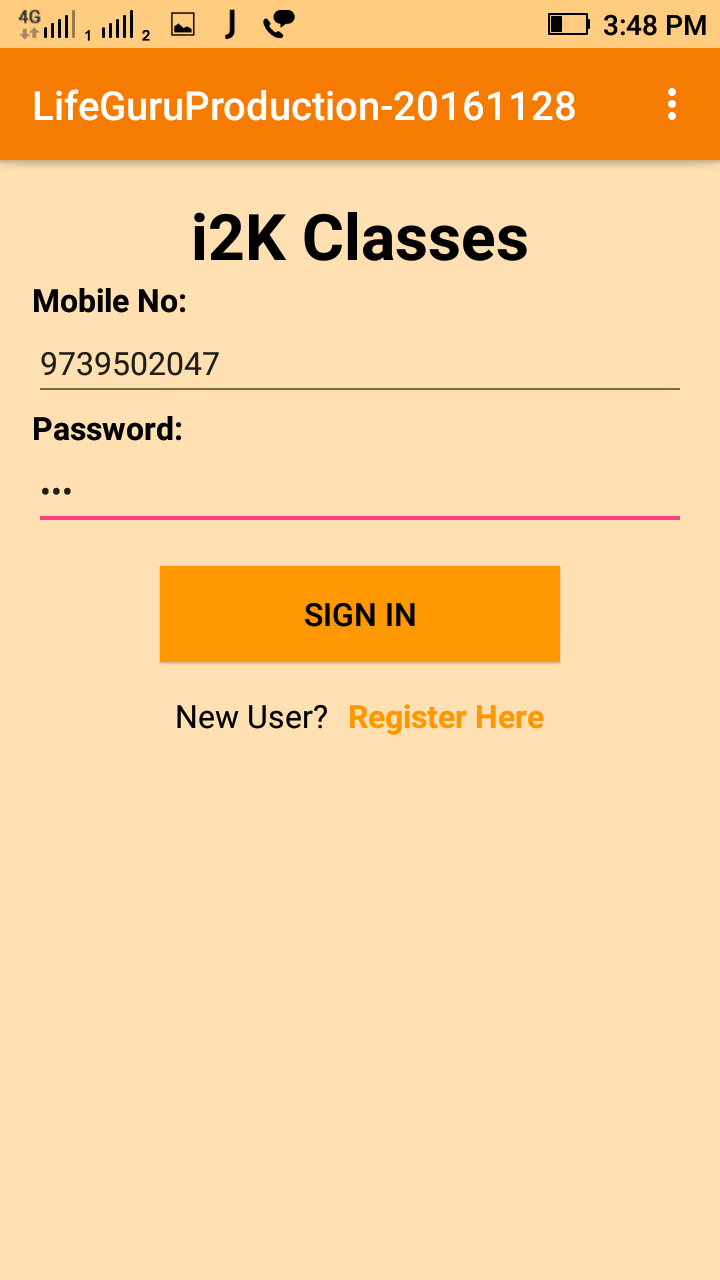 4G 1 2 J 3:48 PM
LifeGuruProduction-20161128
i2K Classes
Mobile No:
9739502047
Password:
•••
SIGN IN
New User? Register Here